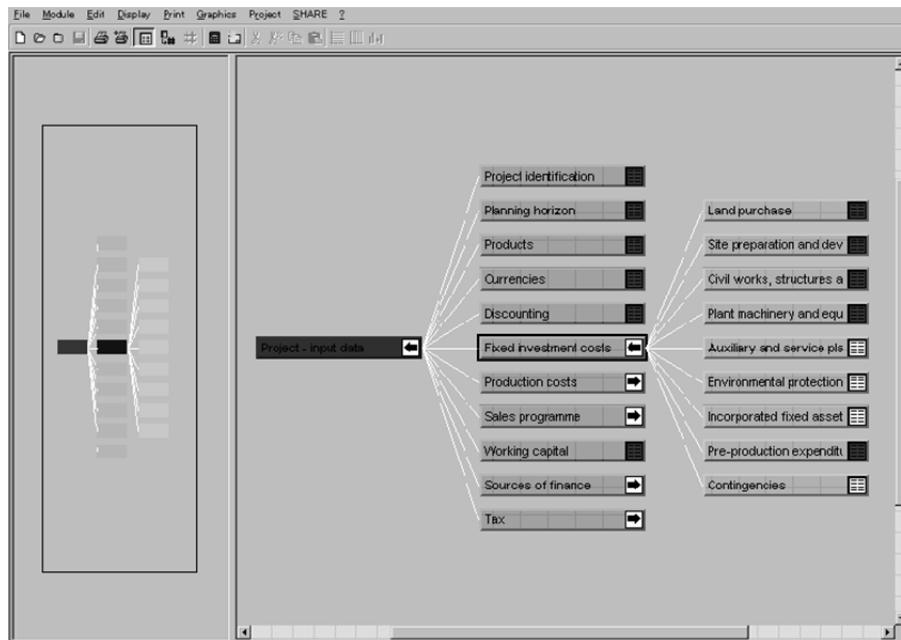 File Module Edit Display Print Graphics Project SHARE ?
Project identification
Planning horizon
Products
Currencies
Discounting
Project - input data
Fixed investment costs
Production costs
Sales programme
Working capital
Sources of finance
Tax
Land purchase
Site preparation and dev
Civil works, structures a
Plant machinery and equ
Auxiliary and service pla
Environmental protection
Incorporated fixed asset
Pre-production expenditu
Contingencies